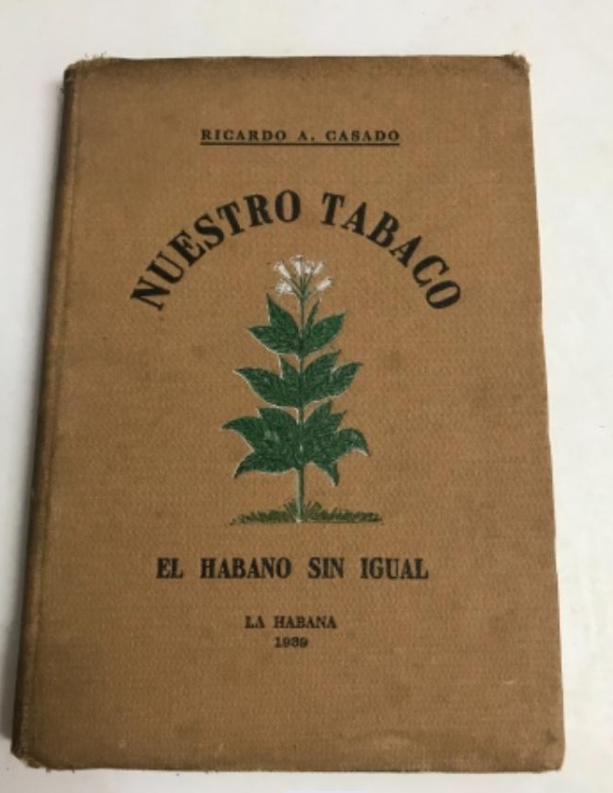 RICARDO A. CASADO
NUESTRO TABACO
EL HABANO SIN IGUAL
LA HABANA
1939